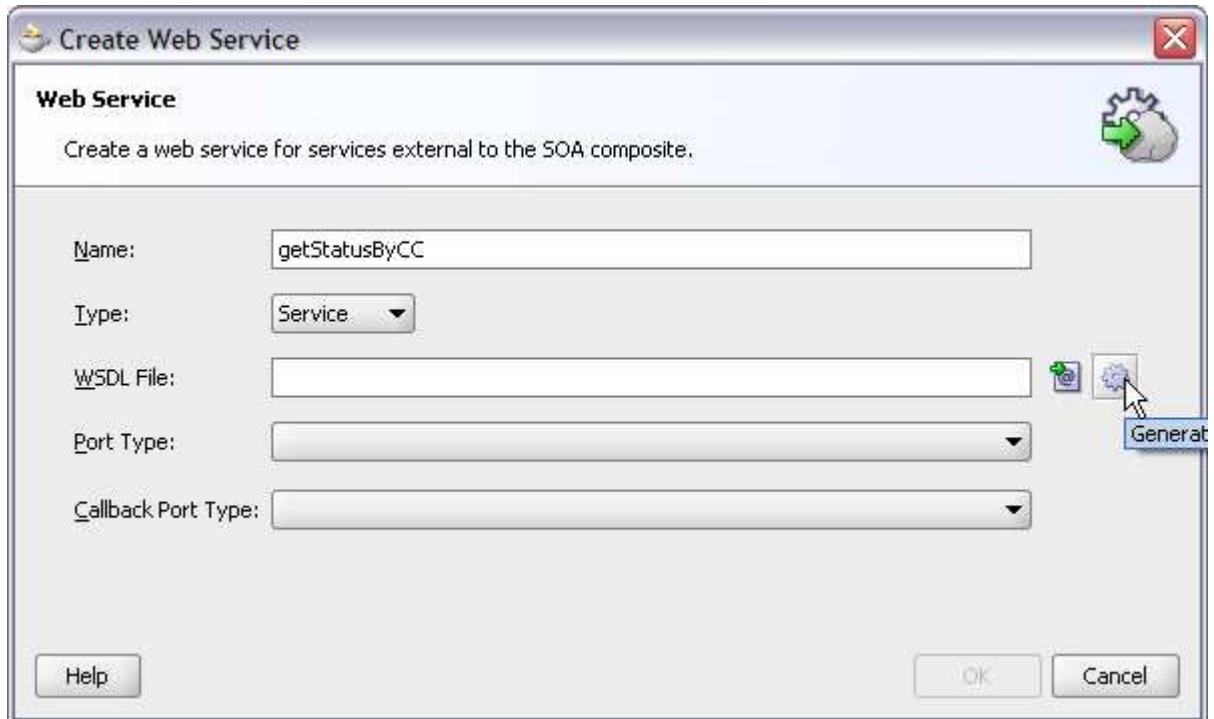 Create Web Service
Web Service
Create a web service for services external to the SOA composite.
Name: getStatusByCC
Type: Service
WSDL File:
Generat
Port Type:
Callback Port Type:
Help OK Cancel